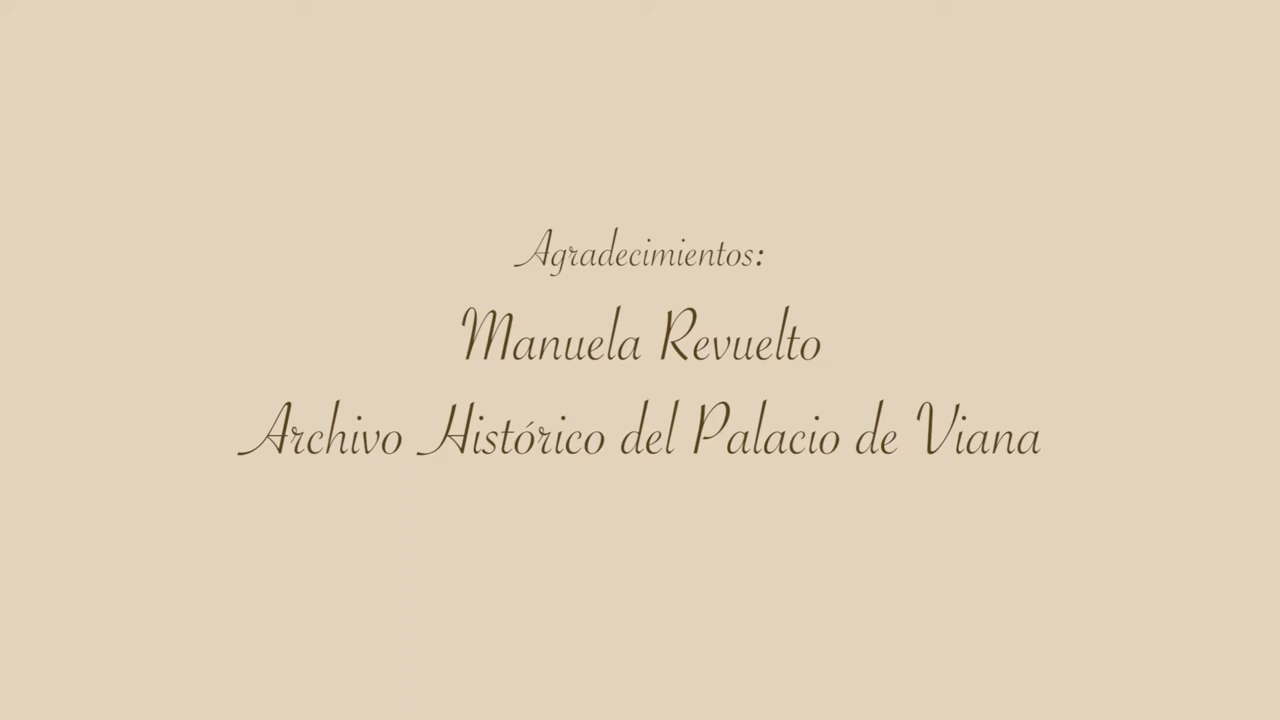 Agradecimientos:
Manuela Revuelto
Archivo Histórico del Palacio de Viana